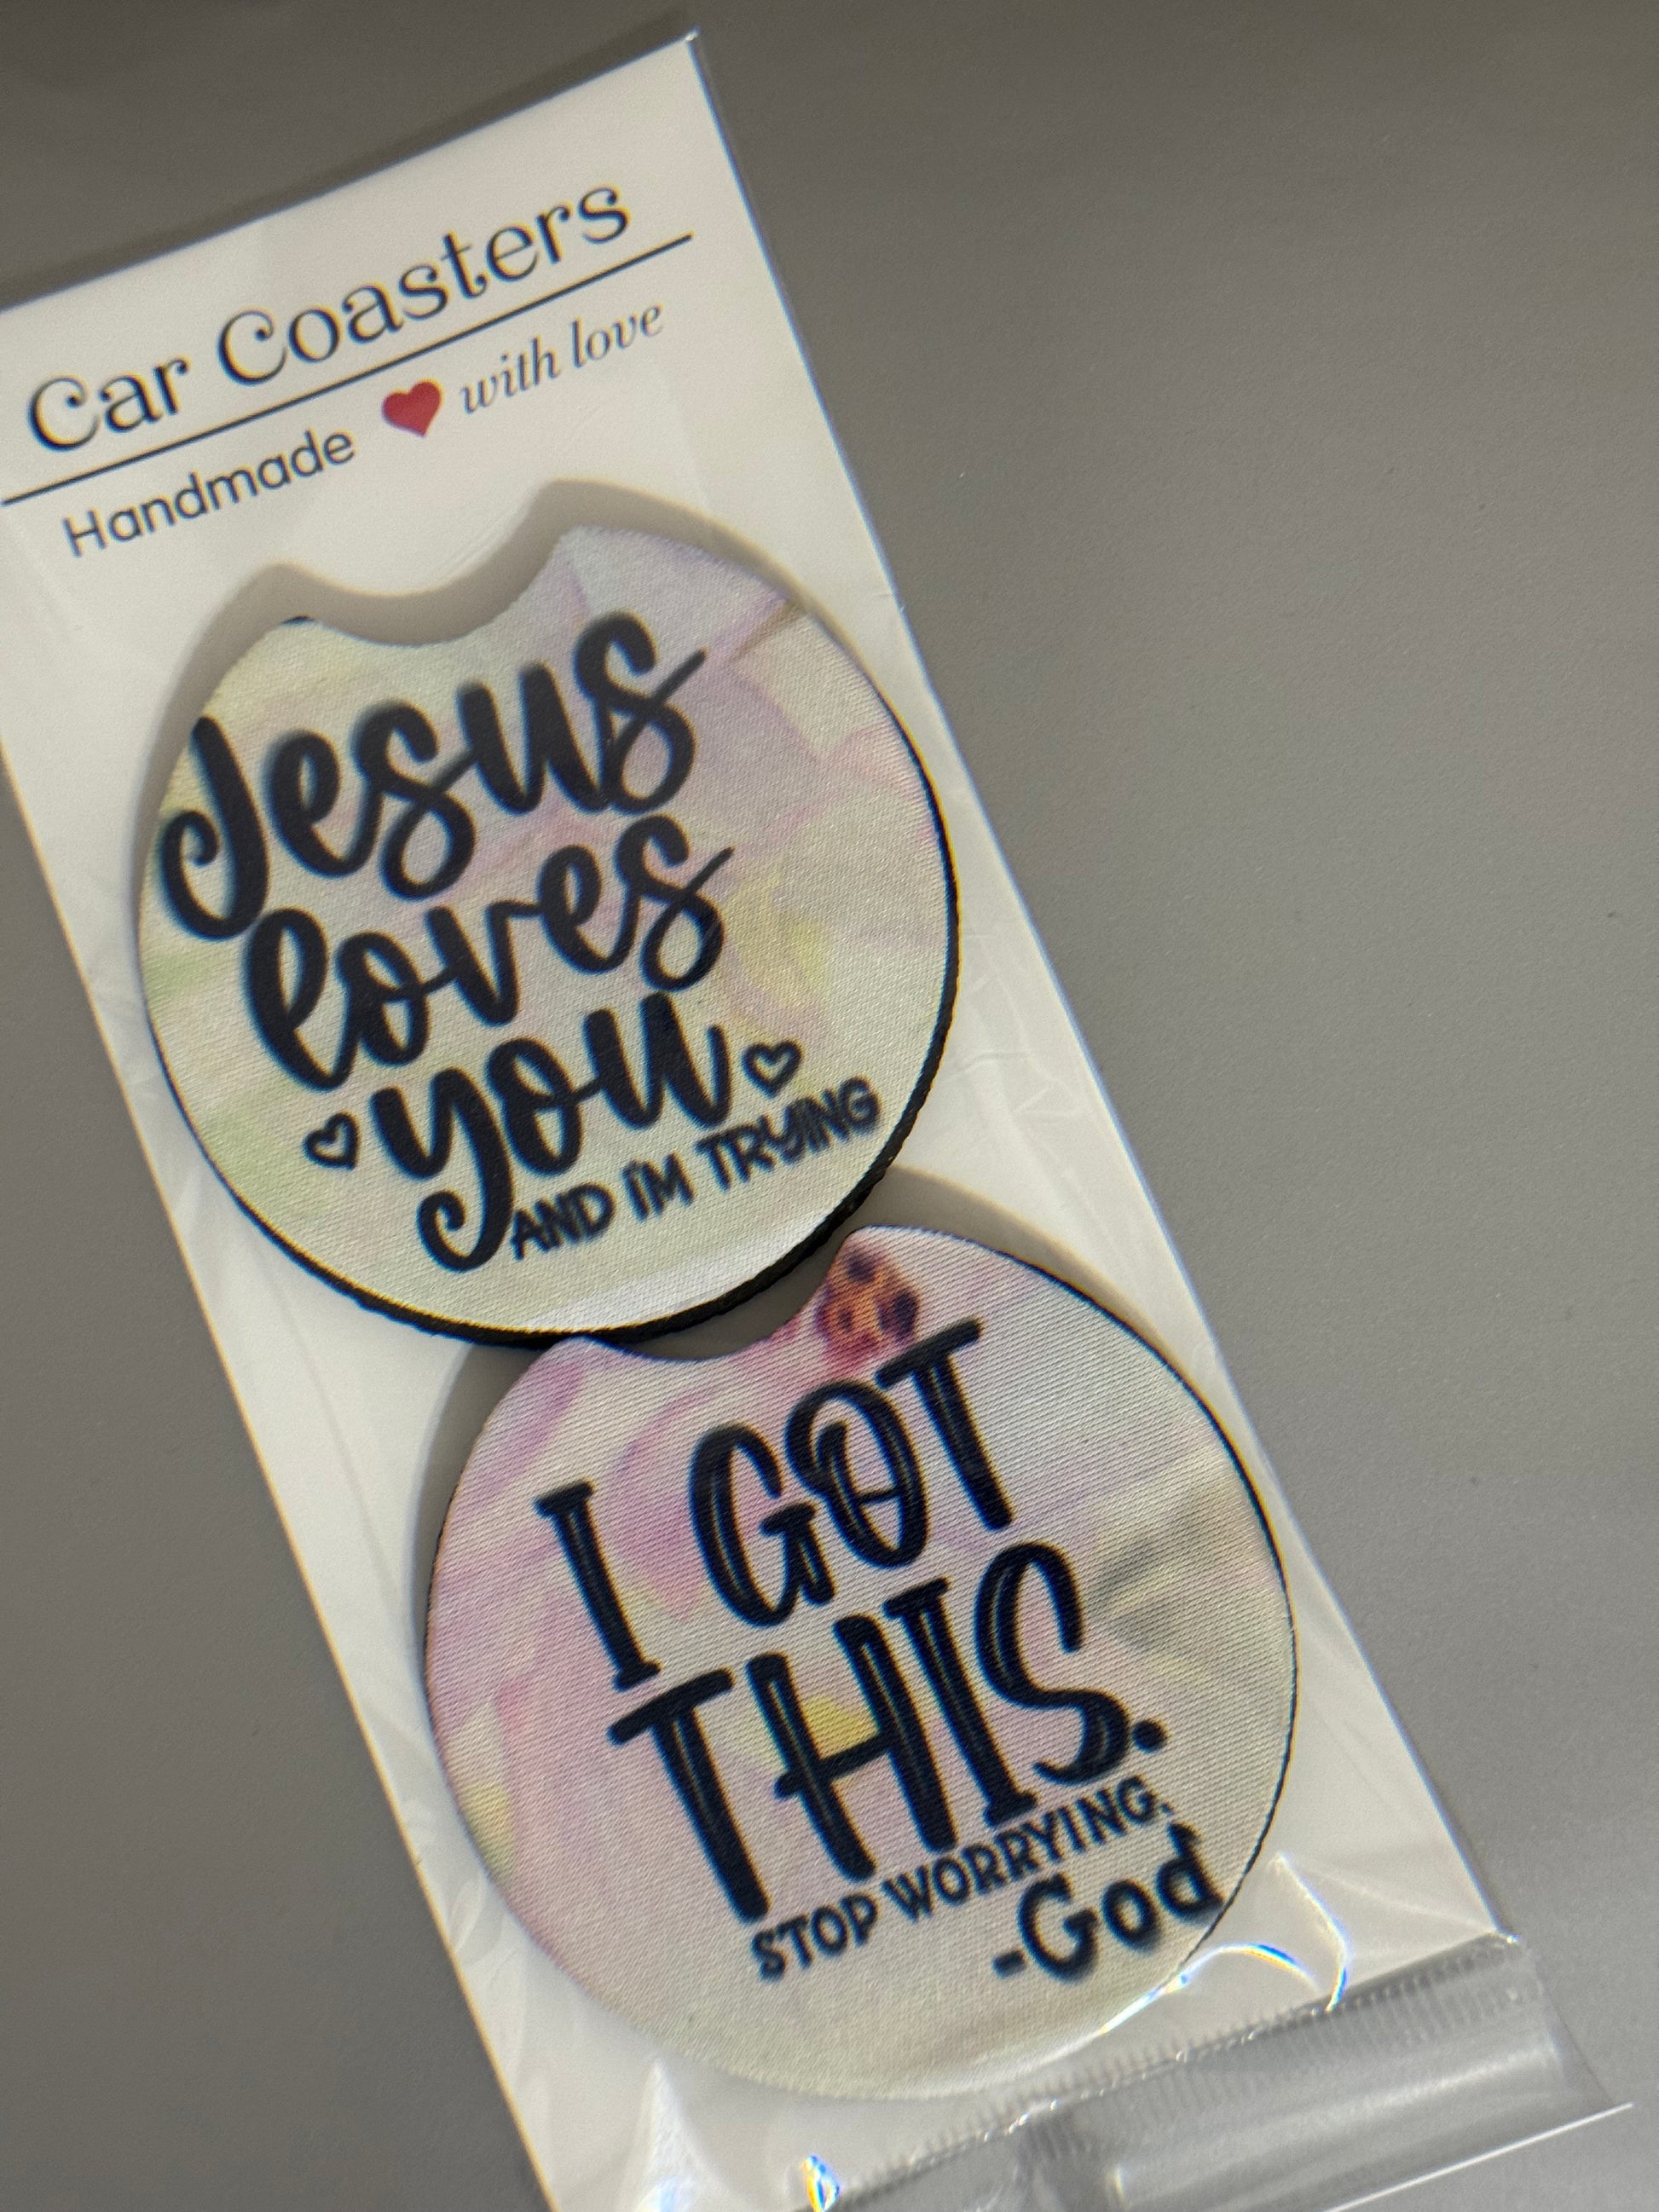 Car Coasters
Handmade with love
Jesus
loves
you
AND I'M TRYING
I GOT
THIS.
STOP WORRYING.
-God